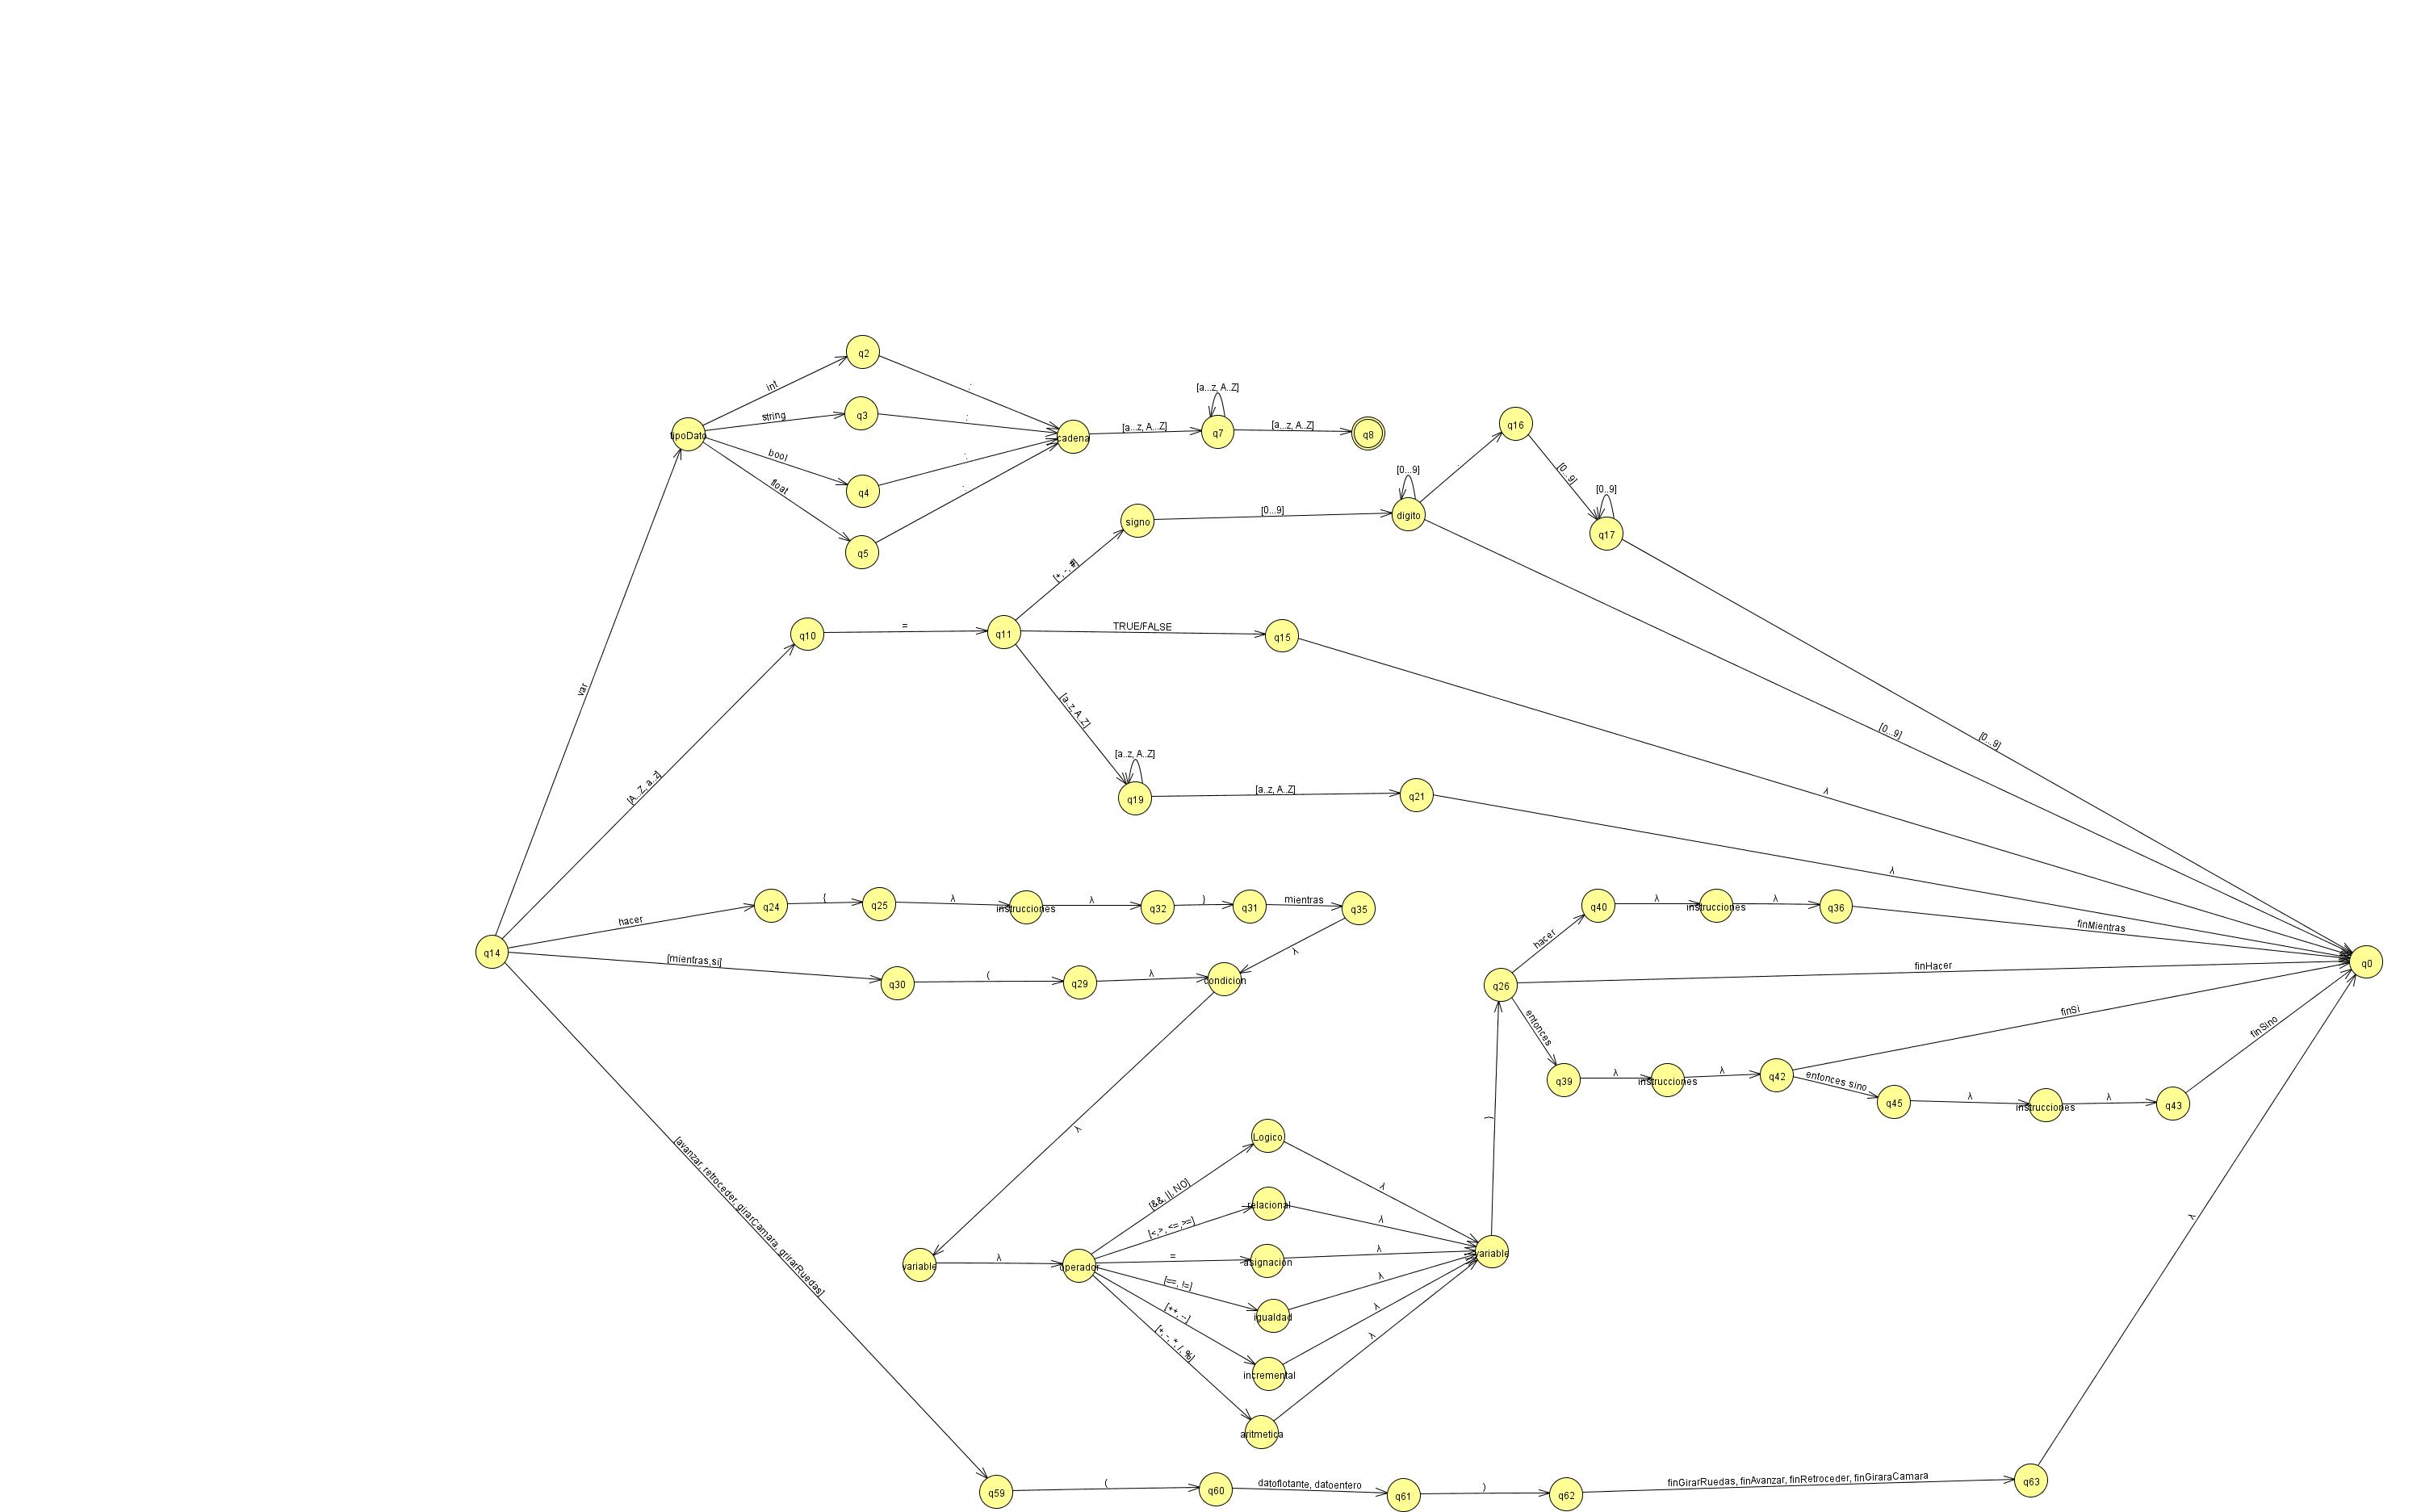 q2
int
:
q3
string
:
[a...z, A..Z]
tipoDato
cadena
[a...z, A...Z]
q7
[a...z, A..Z]
q8
q16
bool
:
q4
float
:
q5
[0...9]
.
[0..9]
[0..9]
signo
[0...9]
digito
q17
[+, -, #]
q10
=
q11
TRUE/FALSE
q15
var
[a..z, A..Z]
[0...9]
[0...9]
[A...Z, a...z]
[a..z, A..Z]
q19
[a..z, A..Z]
q21
λ
λ
hacer
q24
{
q25
λ
instrucciones
λ
q32
}
q31
mientras
q35
q40
λ
instrucciones
λ
q36
finMientras
hacer
q14
[mientras,si]
q30
(
q29
λ
condicion
λ
q26
finHacer
q0
entonces
finSi
finSino
q39
λ
instrucciones
λ
q42
entonces sino
q45
λ
instrucciones
λ
q43
λ
)
[avanzar, retroceder, girarCamara, grirarRuedas]
Logico
[&&, ||, NO]
λ
relacional
[<,>, <=,>=]
λ
variable
λ
operador
=
asignacion
λ
variable
[==, !=]
igualdad
λ
[++, --]
incremental
λ
[+, -, *, /, %]
aritmetica
λ
λ
q59
(
q60
datoflotante, datoentero
q61
)
q62
finGirarRuedas, finAvanzar, finRetroceder, finGiraraCamara
q63